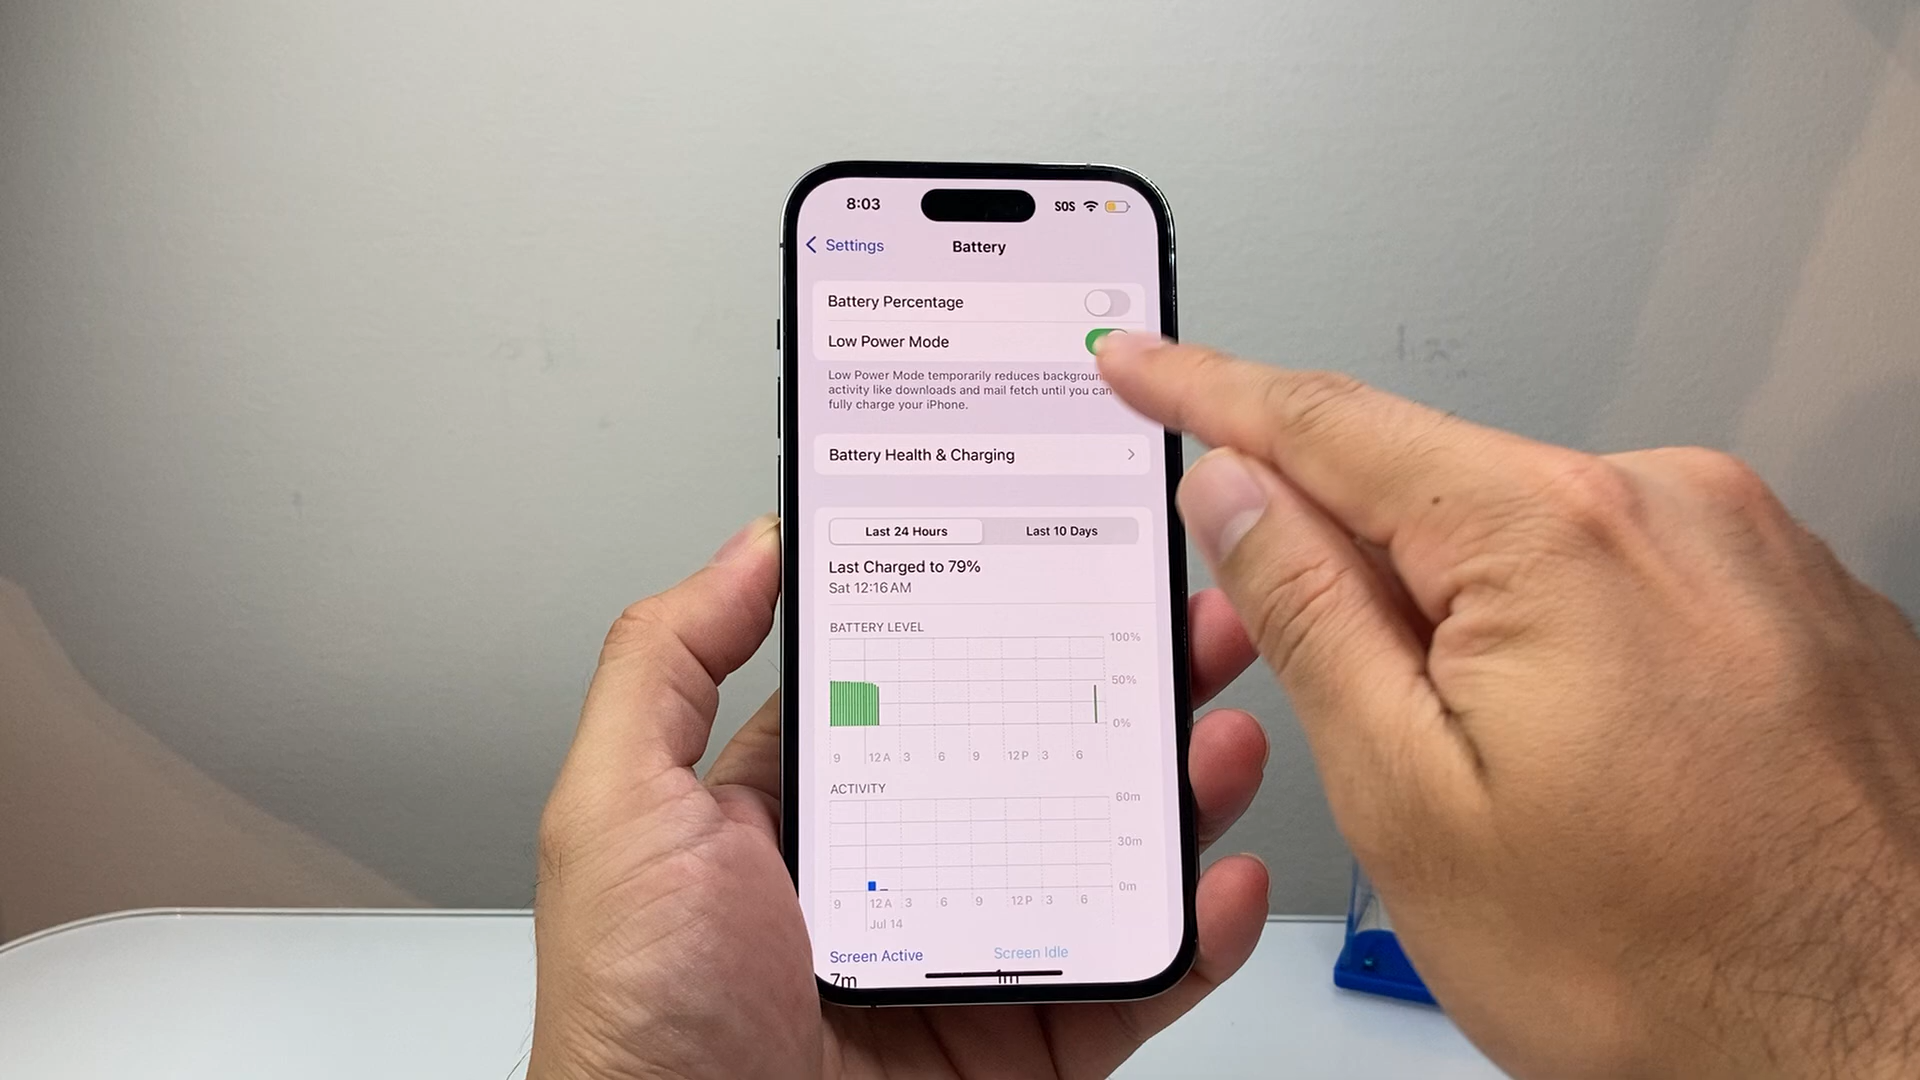 8:03
SOS
Settings
Battery
Battery Percentage
Low Power Mode
Low Power Mode temporarily reduces
activity like downloads and mail fetch until you can
fully charge your iPhone.
Battery Health & Charging
Last 24 Hours
Last 10 Days
Last Charged to 79%
Sat 12:16 AM
BATTERY LEVEL
100%
50%
0%
9 12 A 3 6 9 12 P 3 6
ACTIVITY
60m
30m
0m
9 12 A 3 6 9 12 P 3 6
Jul 14
Screen Active
Screen Idle
7m
1m